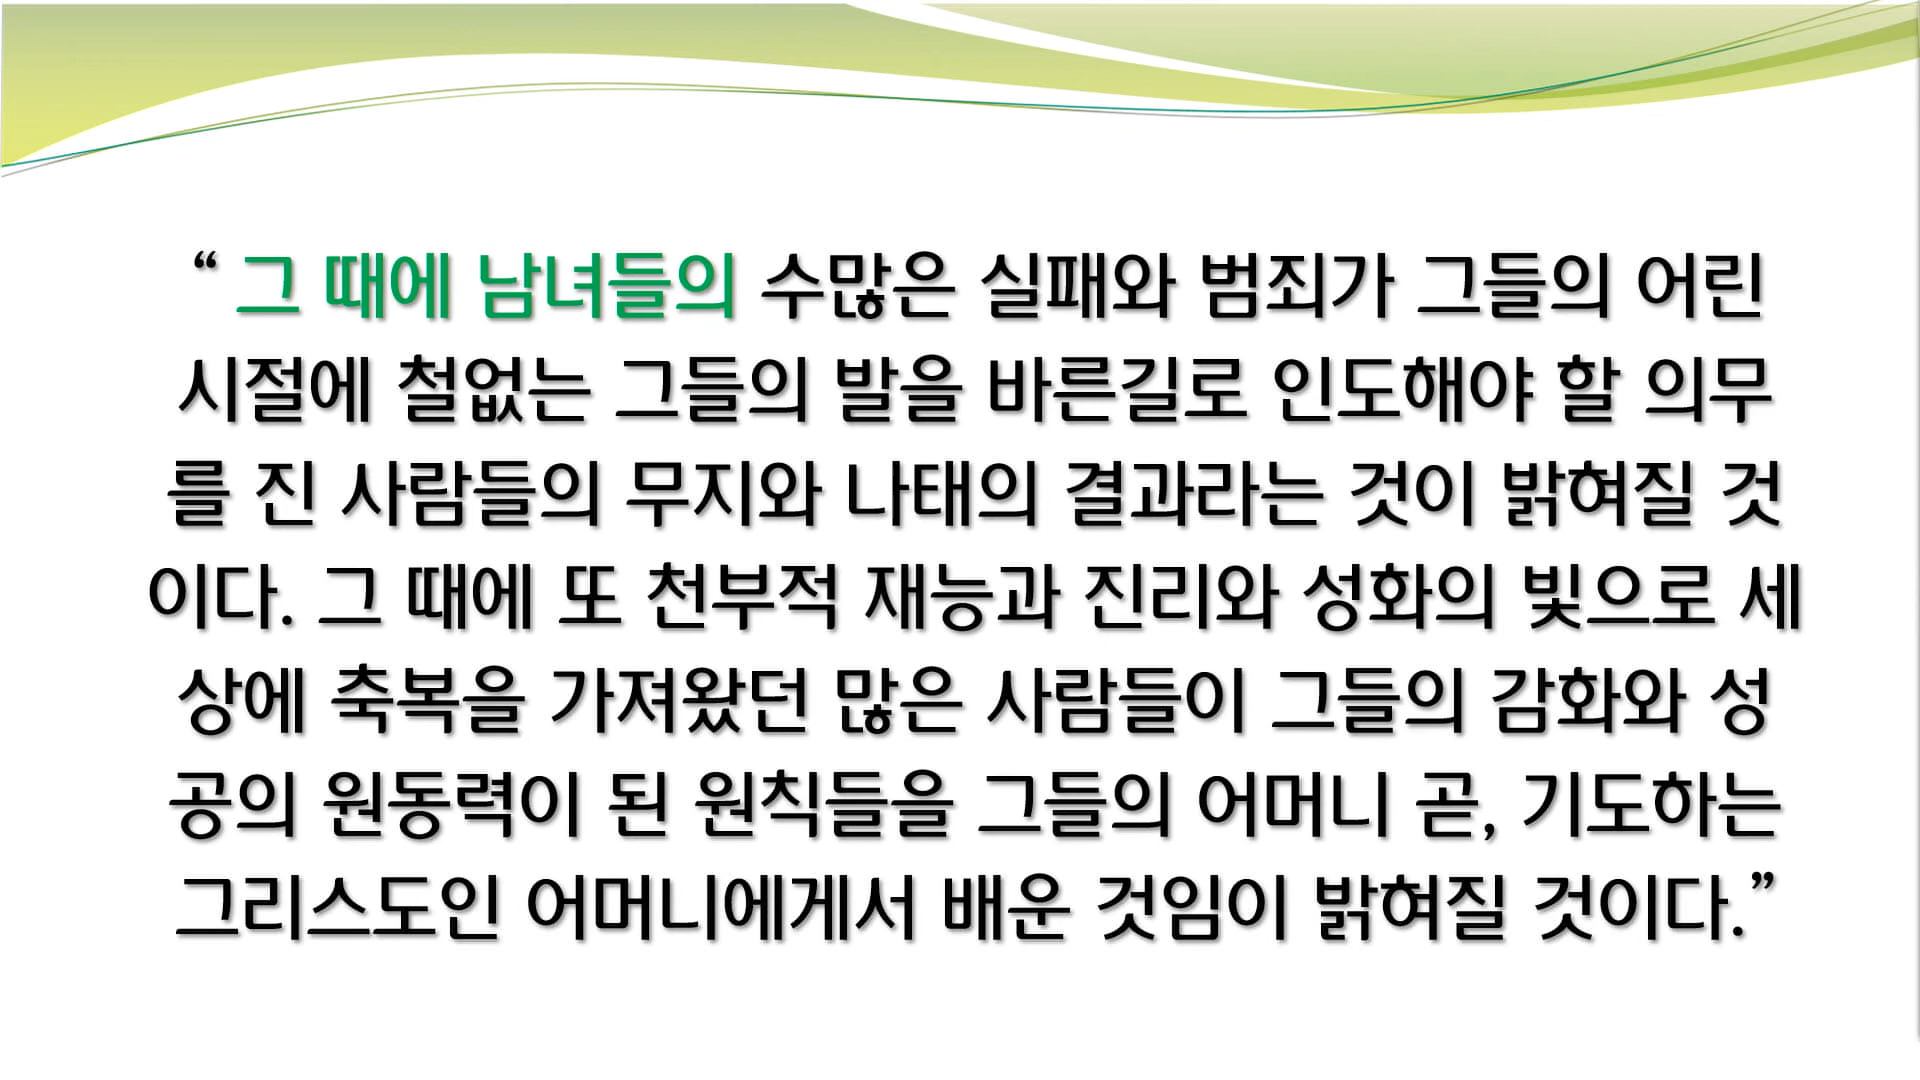 “ 그 때에 남녀들의 수많은 실패와 범죄가 그들의 어린
시절에 철없는 그들의 발을 바른길로 인도해야 할 의무
를 진 사람들의 무지와 나태의 결과라는 것이 밝혀질 것
이다. 그 때에 또 천부적 재능과 진리와 성화의 빛으로 세
상에 축복을 가져왔던 많은 사람들이 그들의 감화와 성
공의 원동력이 된 원칙들을 그들의 어머니 곧, 기도하는
그리스도인 어머니에게서 배운 것임이 밝혀질 것이다.”